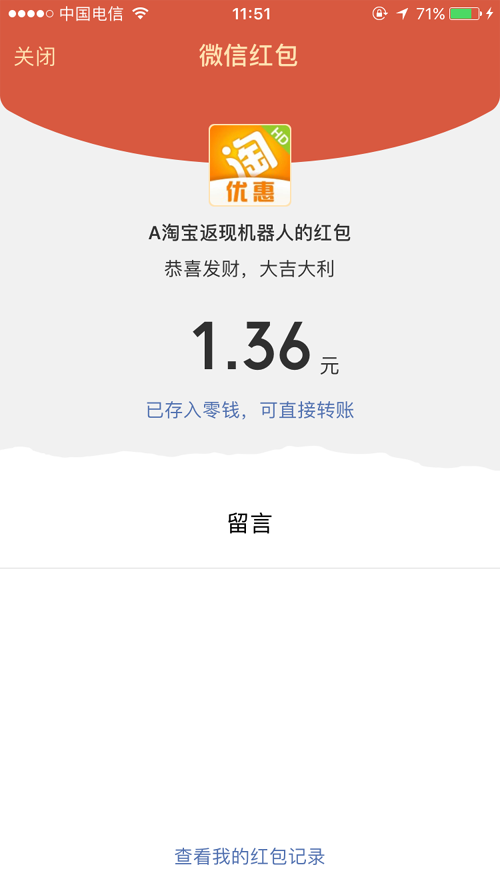 中国电信
11:51
71%
关闭
微信红包
淘
HD
优惠
A淘宝返现机器人的红包
恭喜发财，大吉大利
1.36 元
已存入零钱，可直接转账
留言
查看我的红包记录